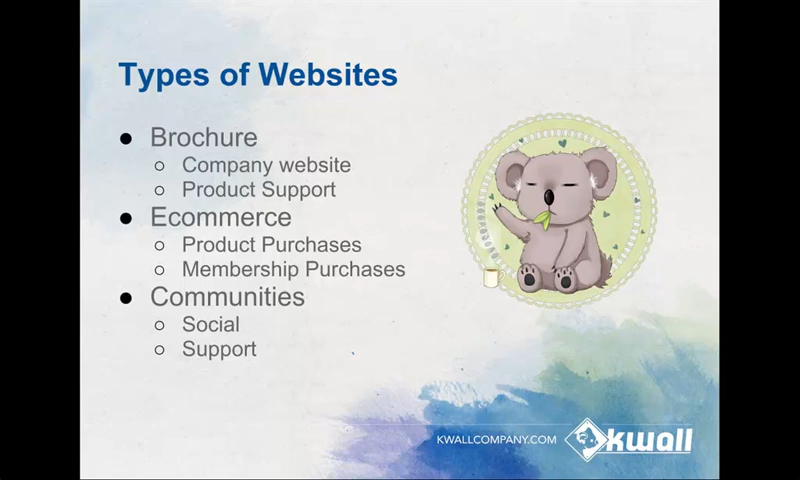 Types of Websites
● Brochure
○ Company website
○ Product Support
● Ecommerce
○ Product Purchases
○ Membership Purchases
● Communities
○ Social
○ Support
KWALLCOMPANY.COM
kwall